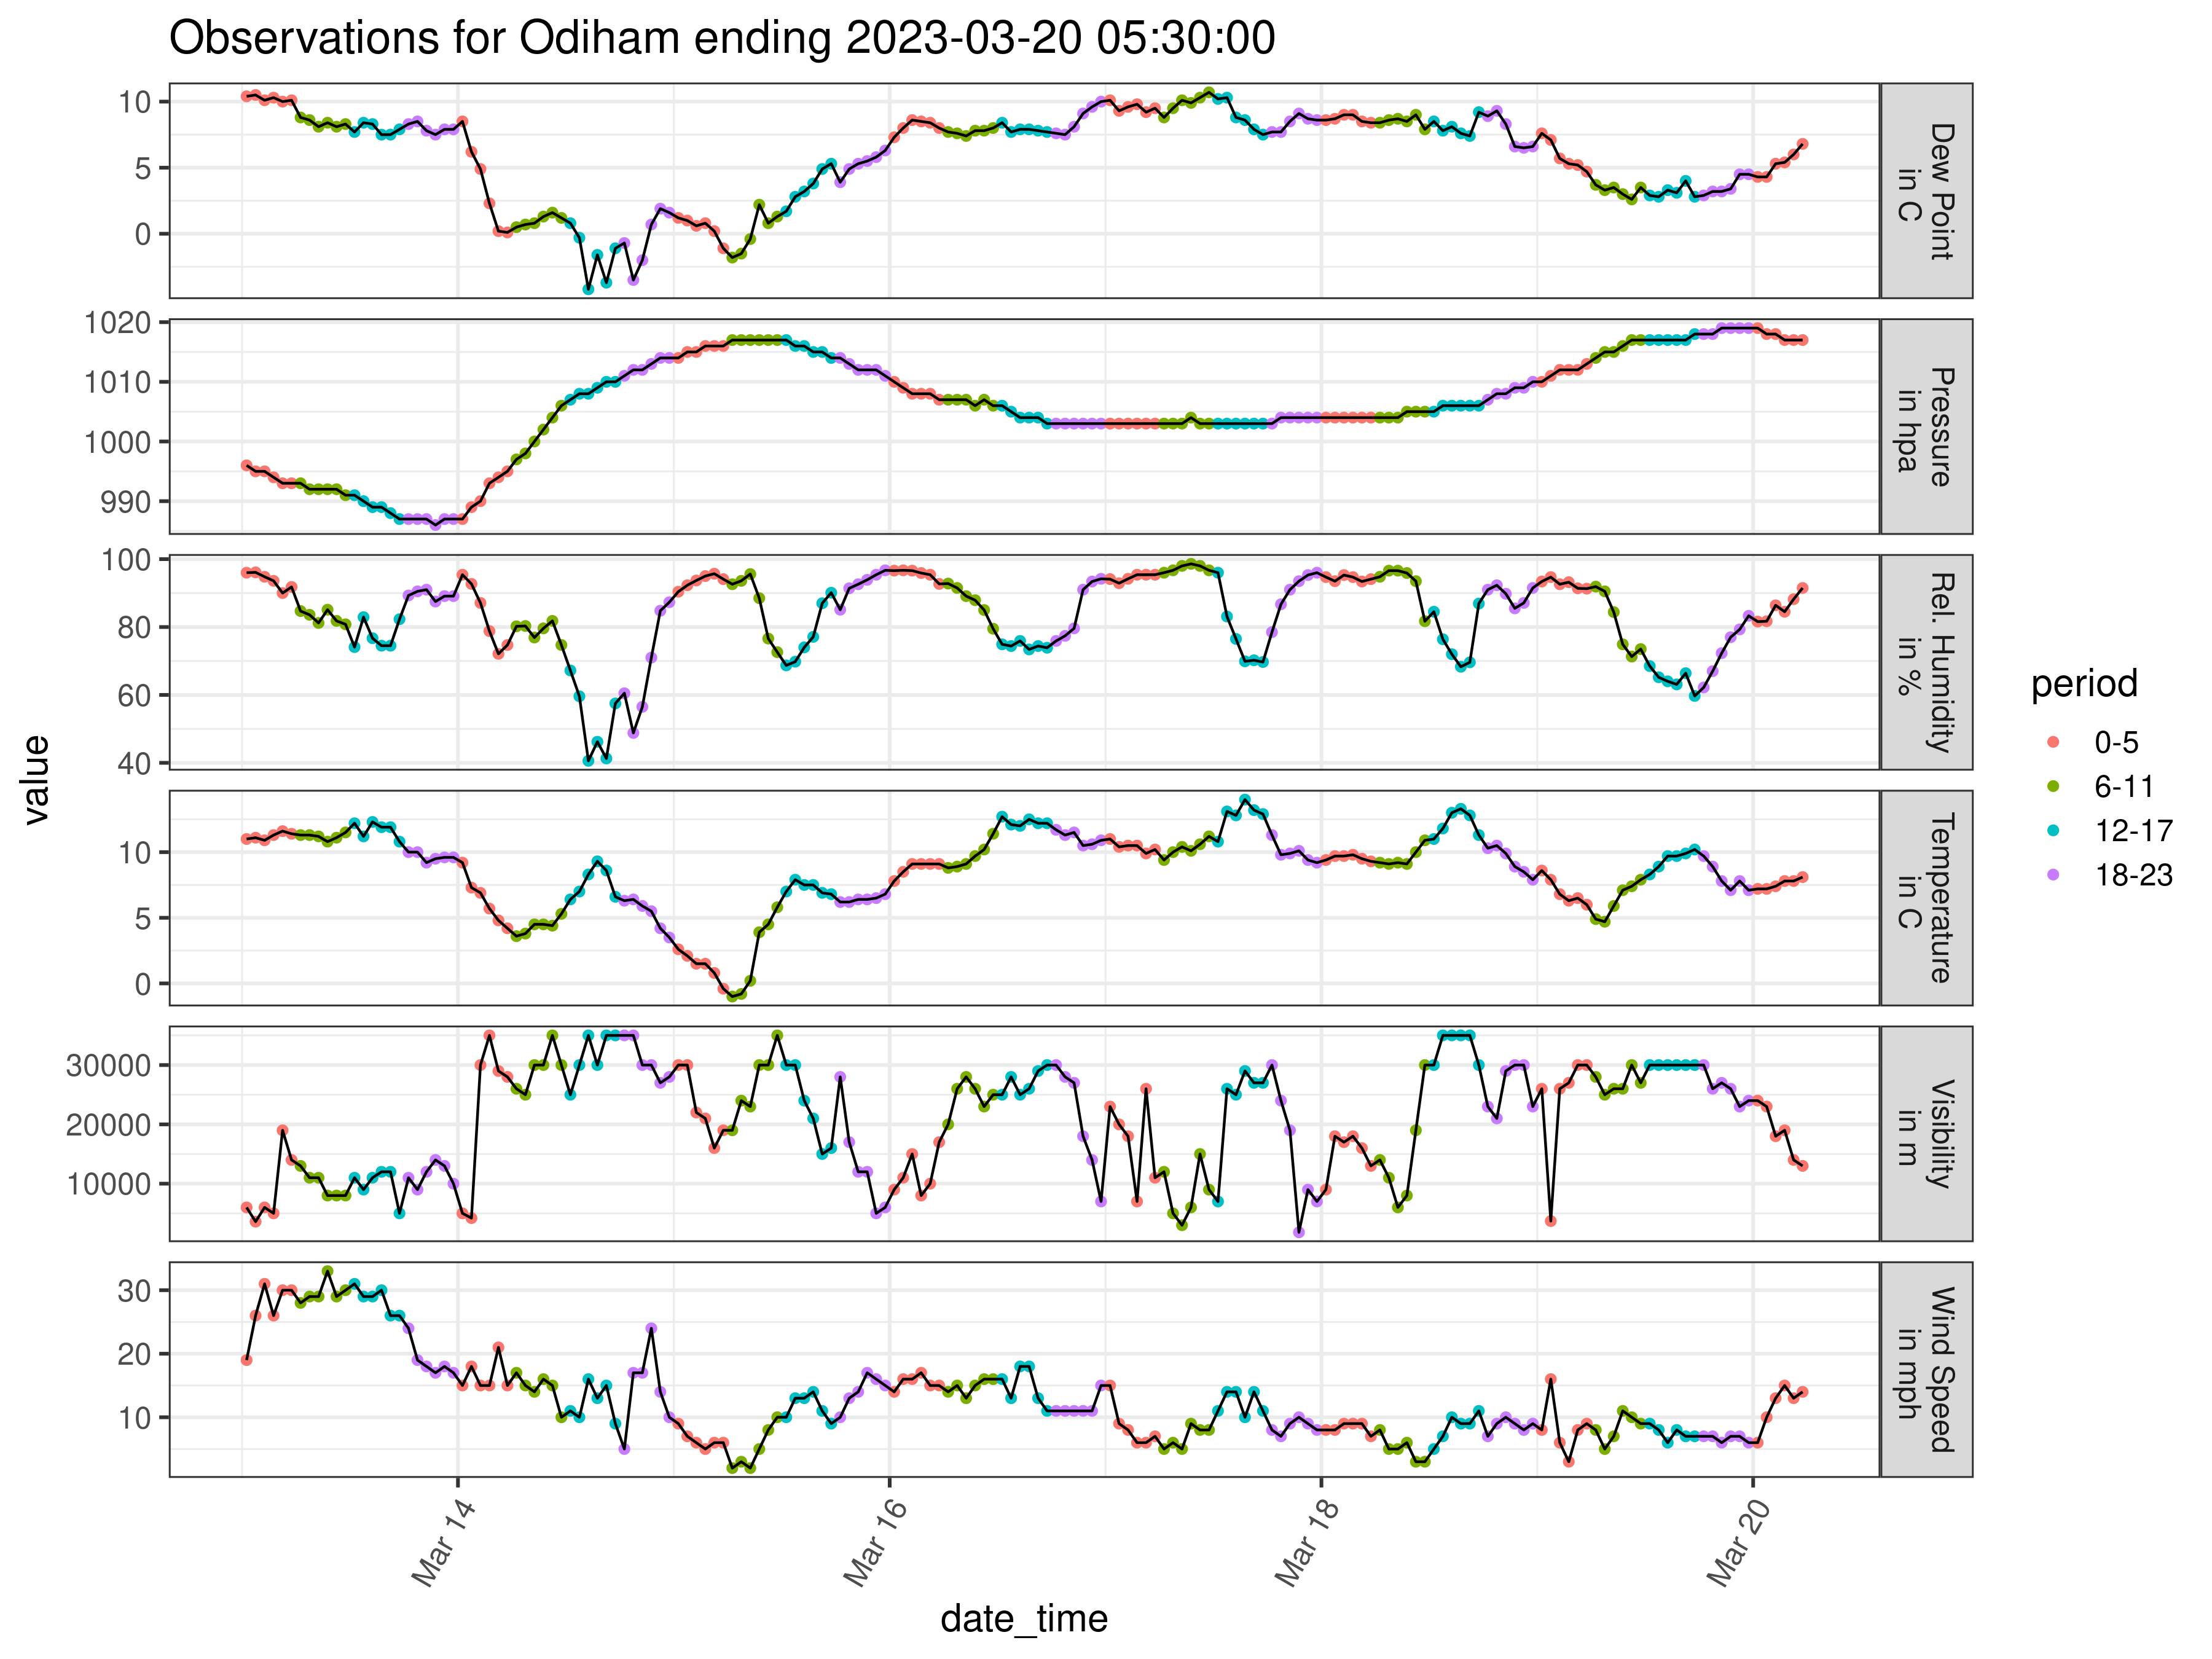 Observations for Odiham ending 2023-03-20 05:30:00
10
5
0
Dew Point
in C
1020
1010
1000
990
Pressure
in hpa
100
80
60
40
Rel. Humidity
in %
10
5
0
Temperature
in C
30000
20000
10000
Visibility
in m
30
20
10
Wind Speed
in mph
value
Mar 14
Mar 16
Mar 18
Mar 20
date_time
period
0-5
6-11
12-17
18-23